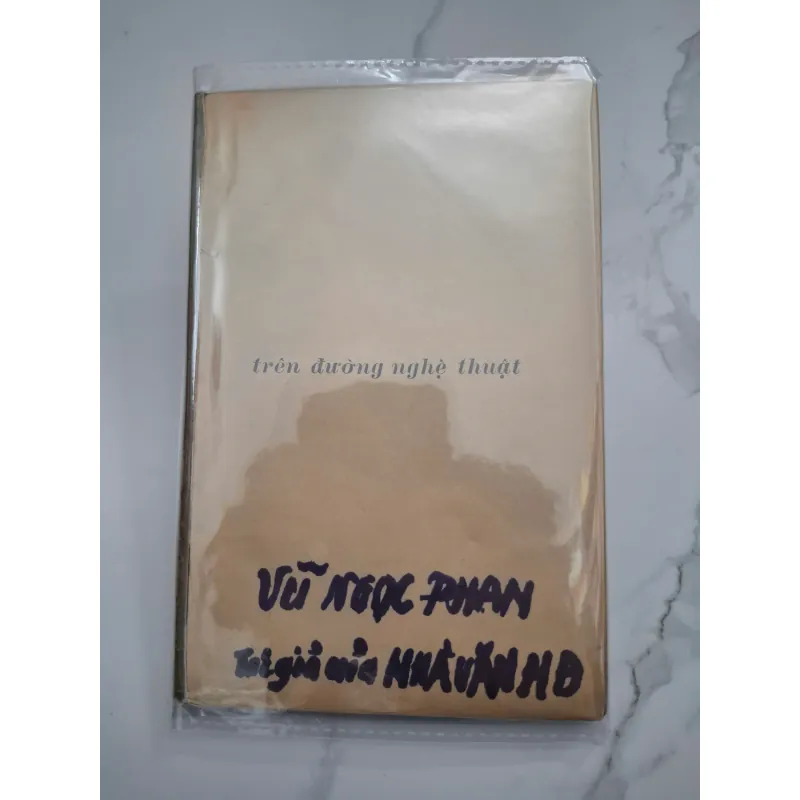 trên đường nghệ thuật
VŨ NGỌC PHAN
Tác giả của NHÀ VĂN HĐ